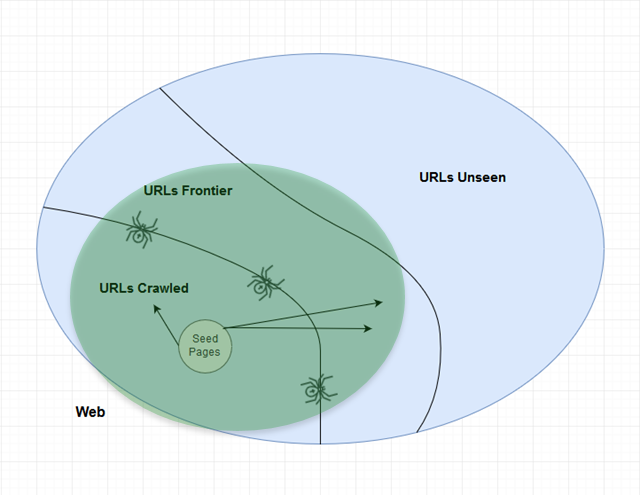 URLs Unseen
URLs Frontier
URLs Crawled
Seed
Pages
Web